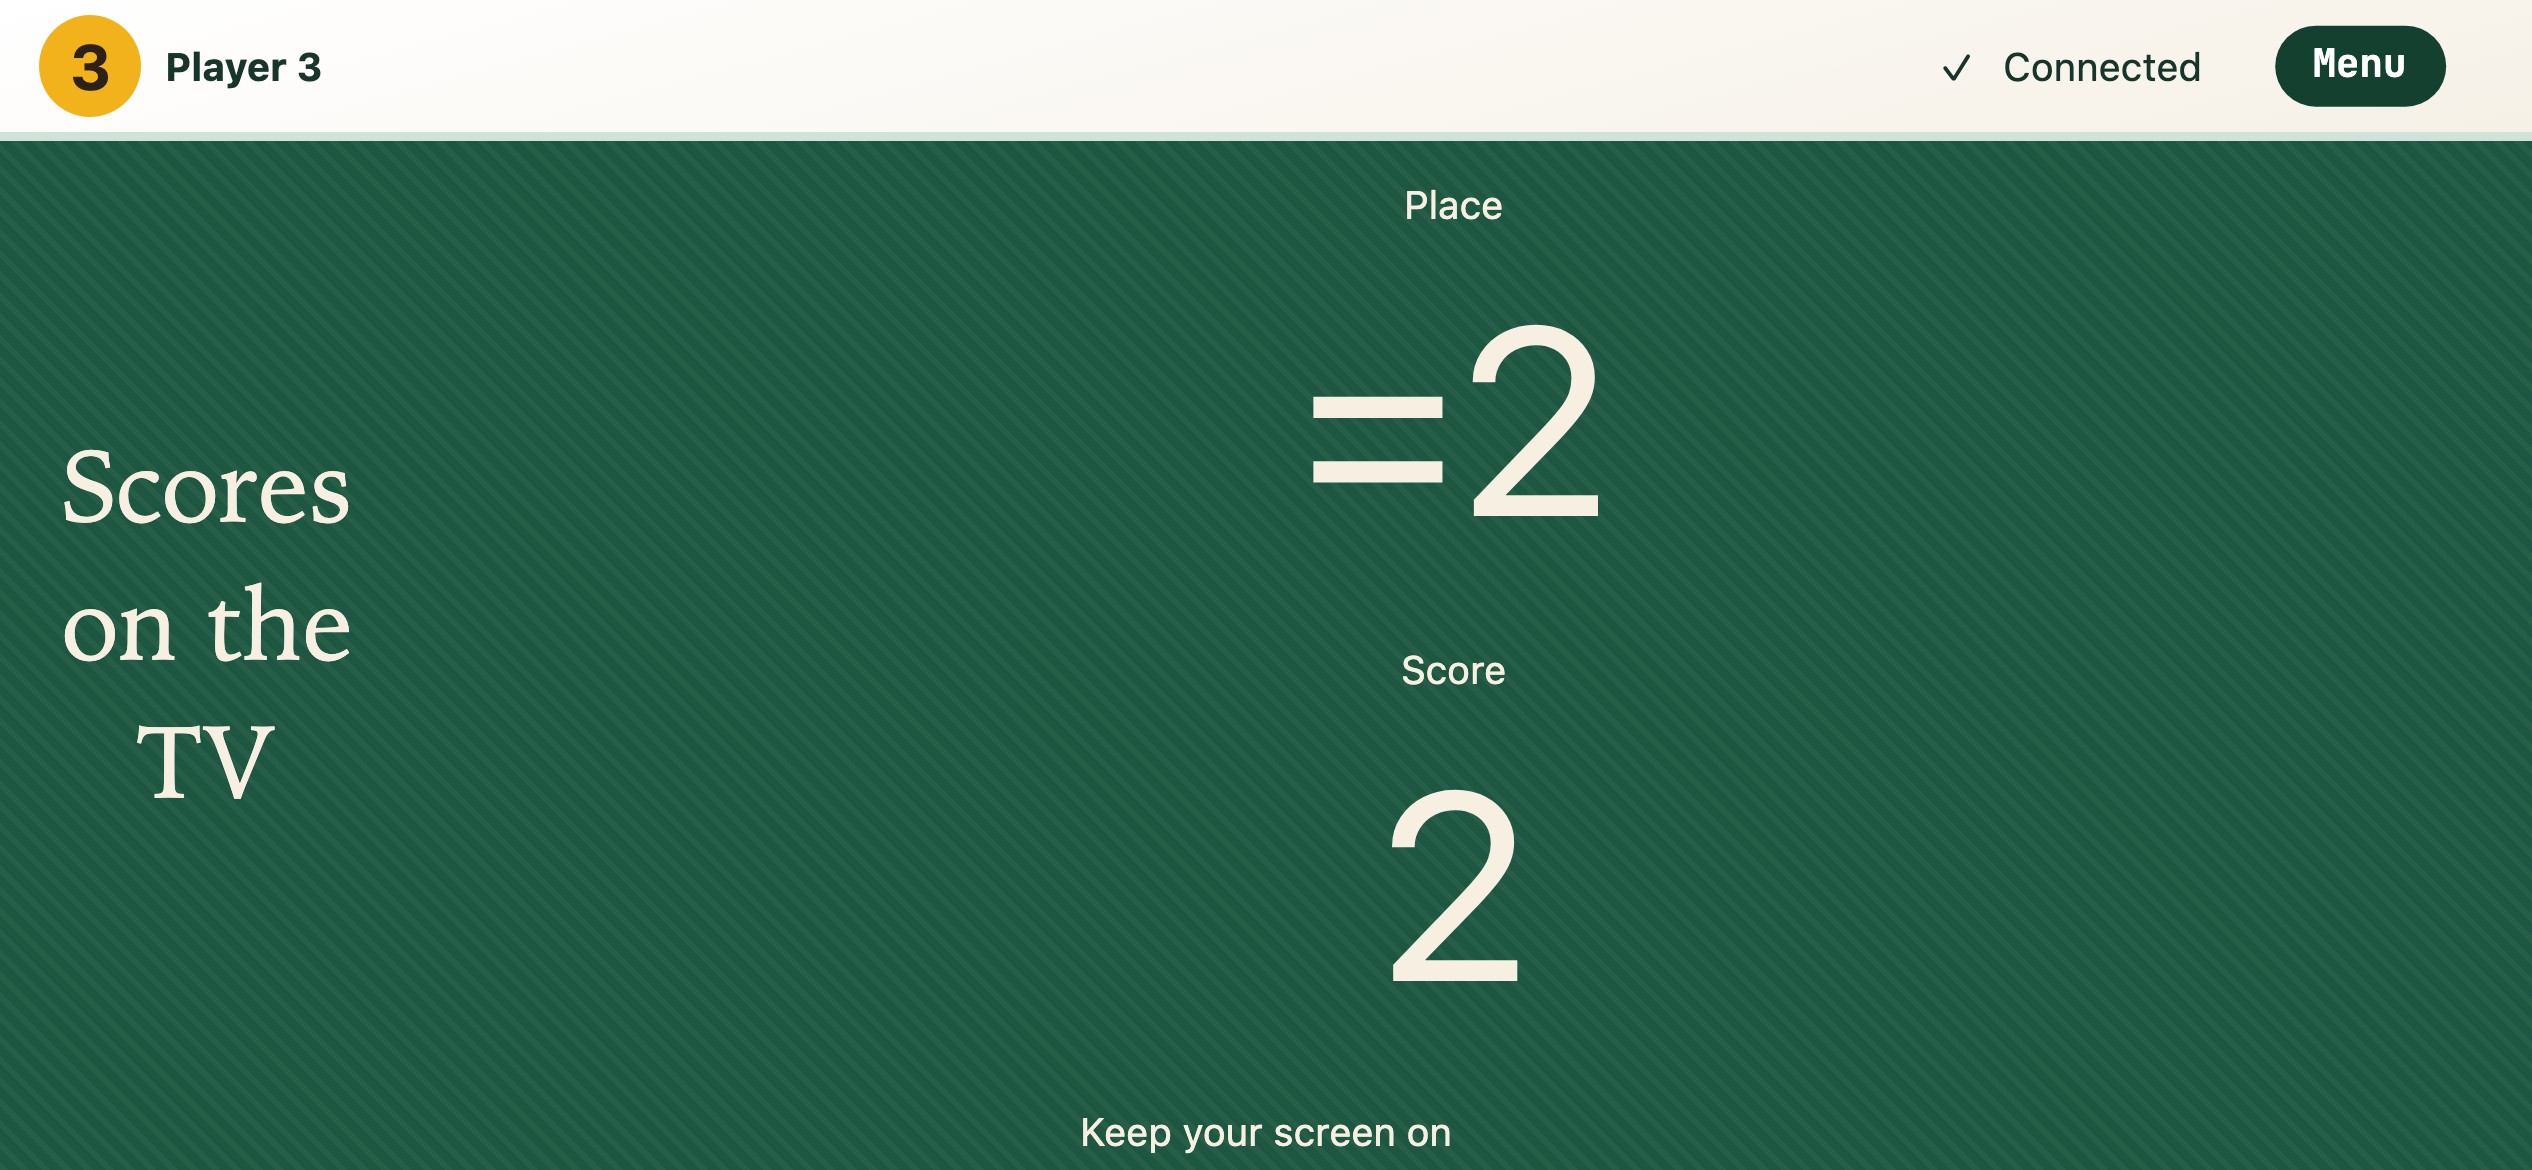 3 Player 3
✓ Connected
Menu
Scores
on the
TV
Place
=2
Score
2
Keep your screen on